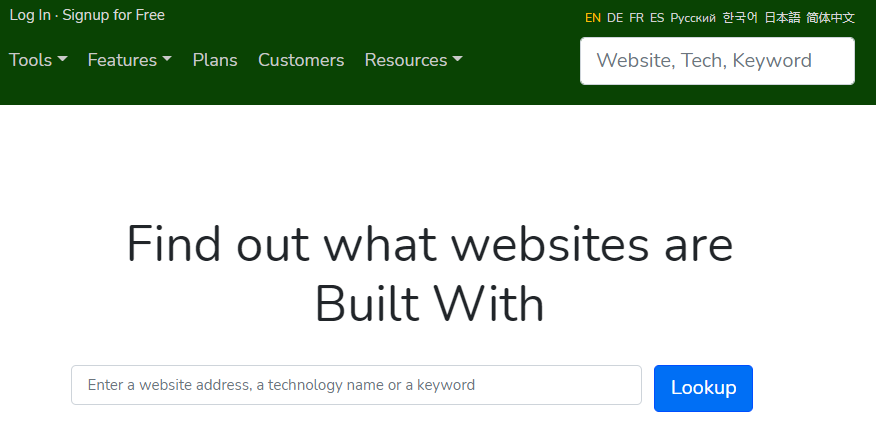 Log In · Signup for Free
EN DE FR ES Русский 한국어 日本語 简体中文
Tools Features Plans Customers Resources
Website, Tech, Keyword
Find out what websites are
Built With
Enter a website address, a technology name or a keyword
Lookup